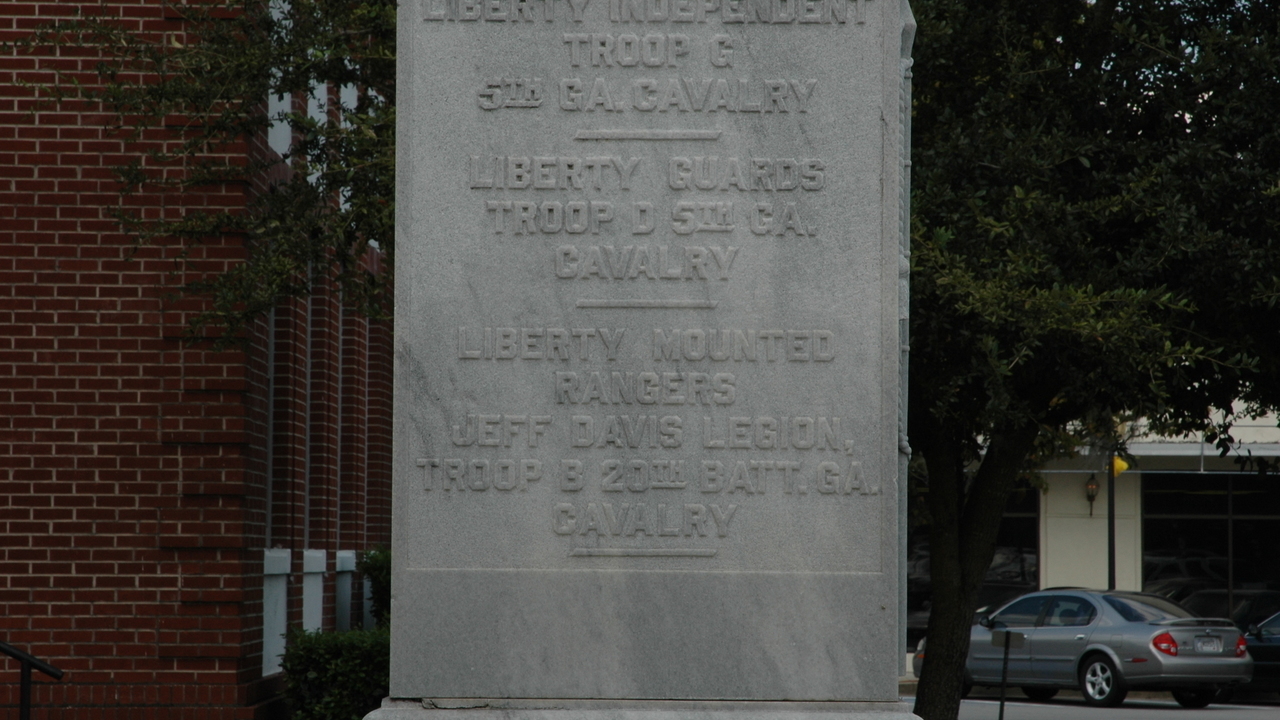 LIBERTY INDEPENDENT
TROOP G
5TH GA. CAVALRY
LIBERTY GUARDS
TROOP D 5TH GA.
CAVALRY
LIBERTY MOUNTED
RANGERS
JEFF DAVIS LEGION,
TROOP B 20TH BATT. GA.
CAVALRY